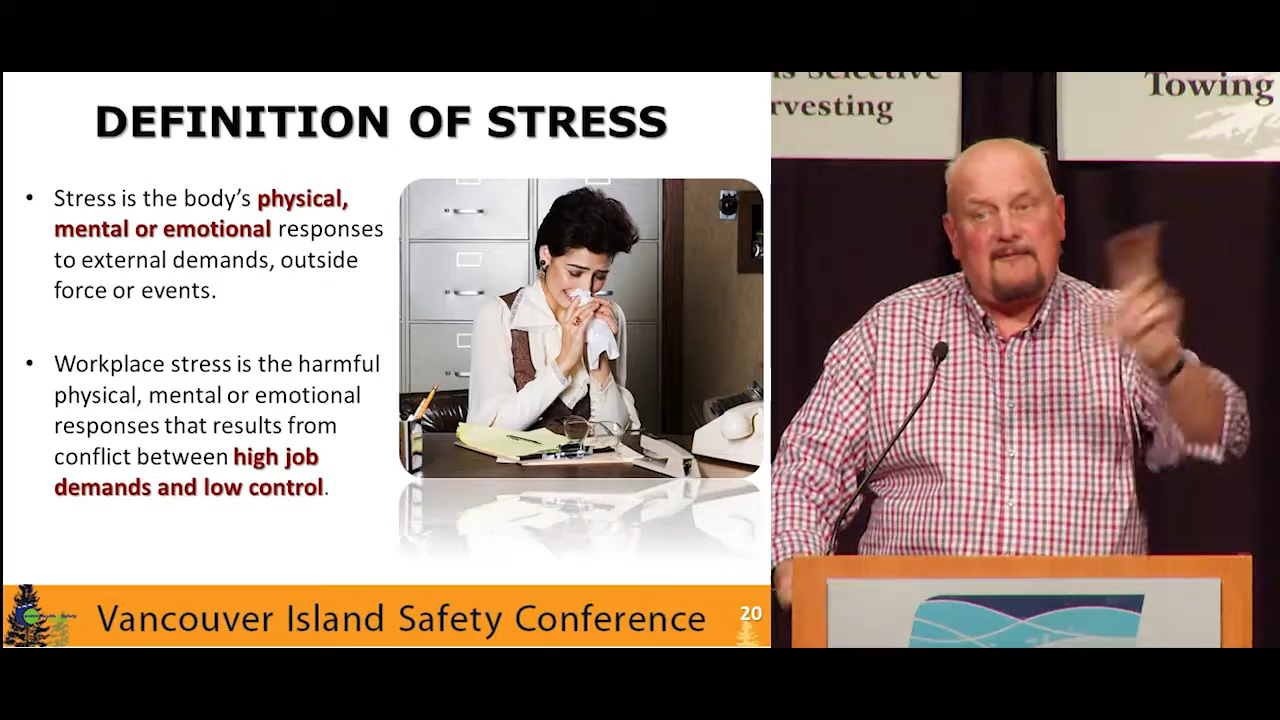 DEFINITION OF STRESS
• Stress is the body’s physical,
mental or emotional responses
to external demands, outside
force or events.
• Workplace stress is the harmful
physical, mental or emotional
responses that results from
conflict between high job
demands and low control.
Vancouver Island Safety Conference
20
Selective
rvesting
Towing